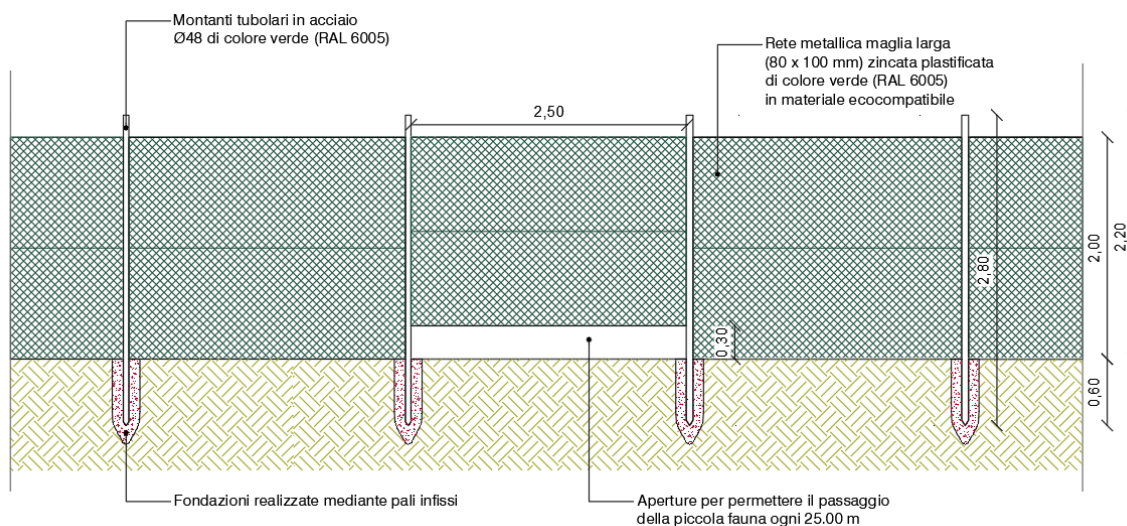 Montanti tubolari in acciaio
Ø48 di colore verde (RAL 6005)
Rete metallica maglia larga
(80 x 100 mm) zincata plastificata
di colore verde (RAL 6005)
in materiale ecocompatibile
2,50
2,00
2,20
2,80
0,30
0,60
Fondazioni realizzate mediante pali infissi
Aperture per permettere il passaggio
della piccola fauna ogni 25.00 m